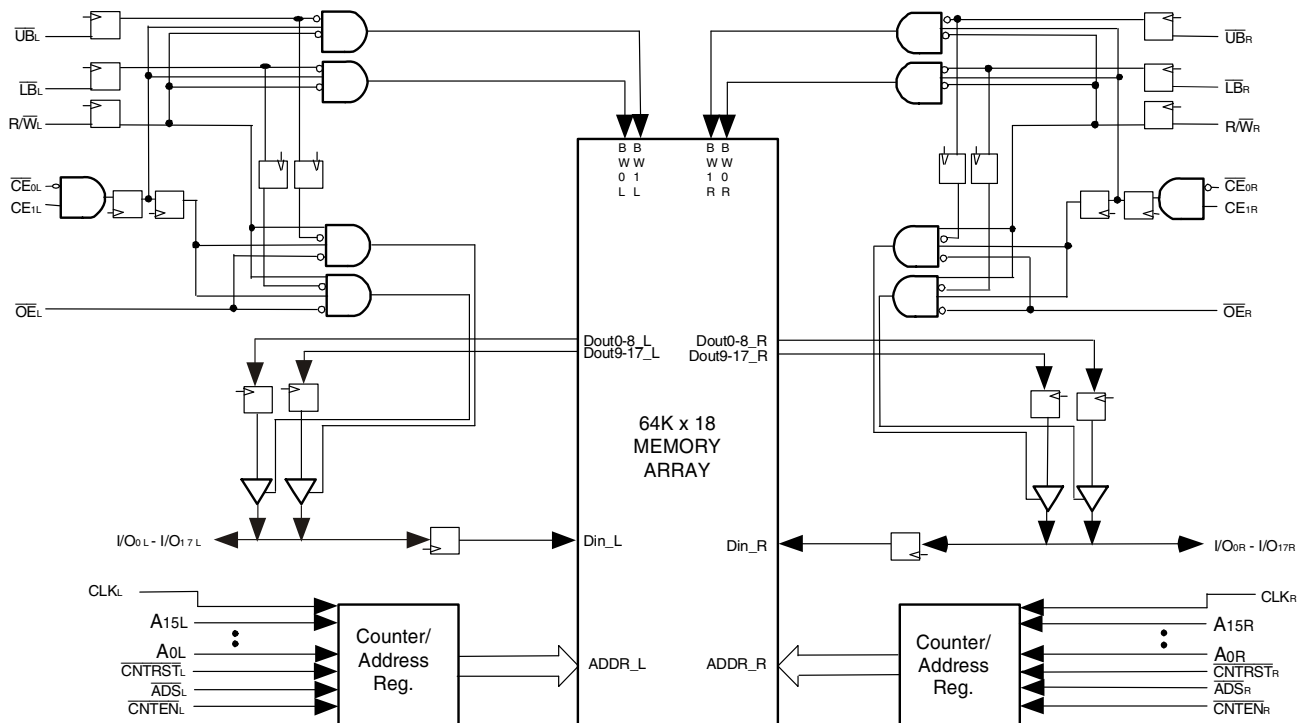 UBL
UBR
LBL
LBR
R/WL
R/WR
B W 0 L
B W 1 L
B W 1 R
B W 0 R
CE0L
CE0R
CE1L
CE1R
OEL
OER
Dout0-8_L
Dout0-8_R
Dout9-17_L
Dout9-17_R
64K x 18
MEMORY
ARRAY
I/O0L - I/O17L
Din_L
Din_R
I/O0R - I/O17R
CLKL
CLKR
A15L
A15R
Counter/
Address
Reg.
Counter/
Address
Reg.
A0L
A0R
ADDR_L
ADDR_R
CNTRSTL
CNTRSTR
ADSL
ADSR
CNTENL
CNTENR